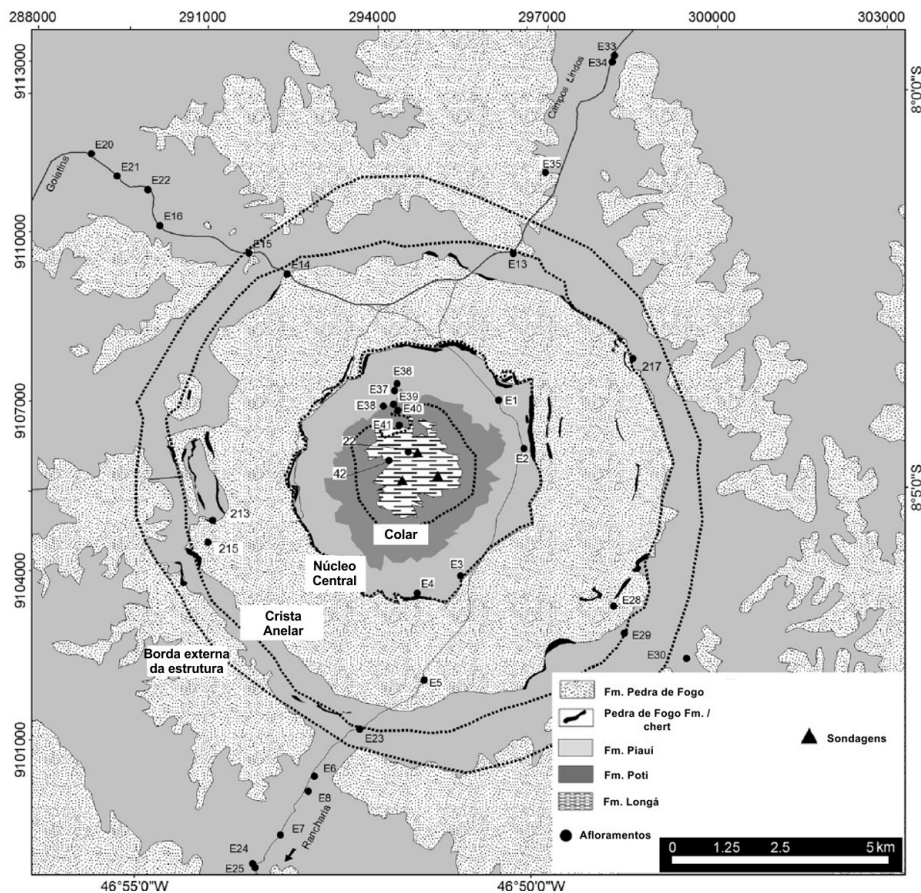 288000 291000 294000 297000 300000 303000
9113000
8°0'0"S
E33
E34
Campos Lindos
E35
E20
E21
E22
Goiatins
E16
E15
E14
E13
9110000
217
E36
E37
E39
E38
E40
E41
E1
22
E2
42
9107000
8°5'0"S
213
215
Colar
Núcleo
Central
E3
E4
9104000
Crista
Anelar
E28
E29
E30
Borda externa
da estrutura
E5
E23
9101000
E6
E8
E7
Rancharia
E24
E25
Fm. Pedra de Fogo
Pedra de Fogo Fm. /
chert
Fm. Piauí
Fm. Poti
Fm. Longá
Afloramentos
Sondagens
0 1.25 2.5 5 km
46°55'0"W 46°50'0"W